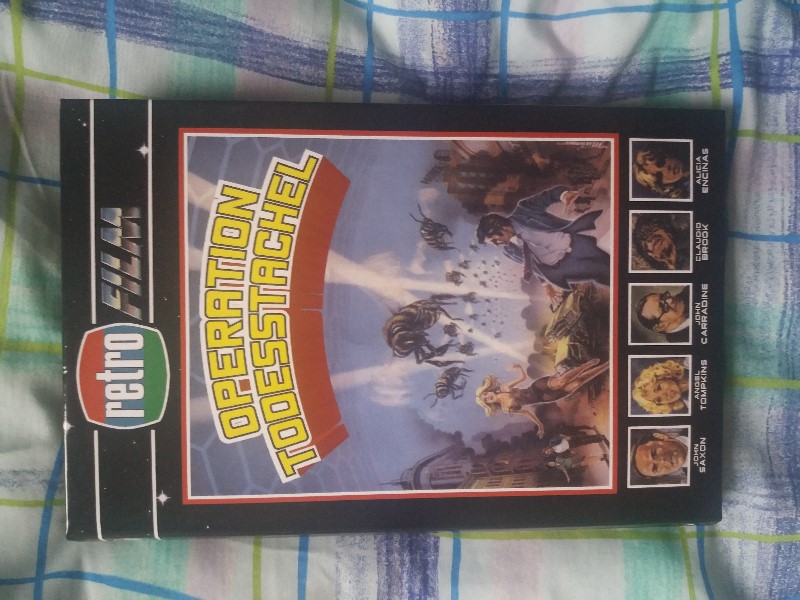 retro FILM
OPERATION
TODESSTACHEL
JOHN
SAXON
ANGEL
TOMPKINS
JOHN
CARRADINE
CLAUDIO
BROOK
ALICIA
ENCINAS